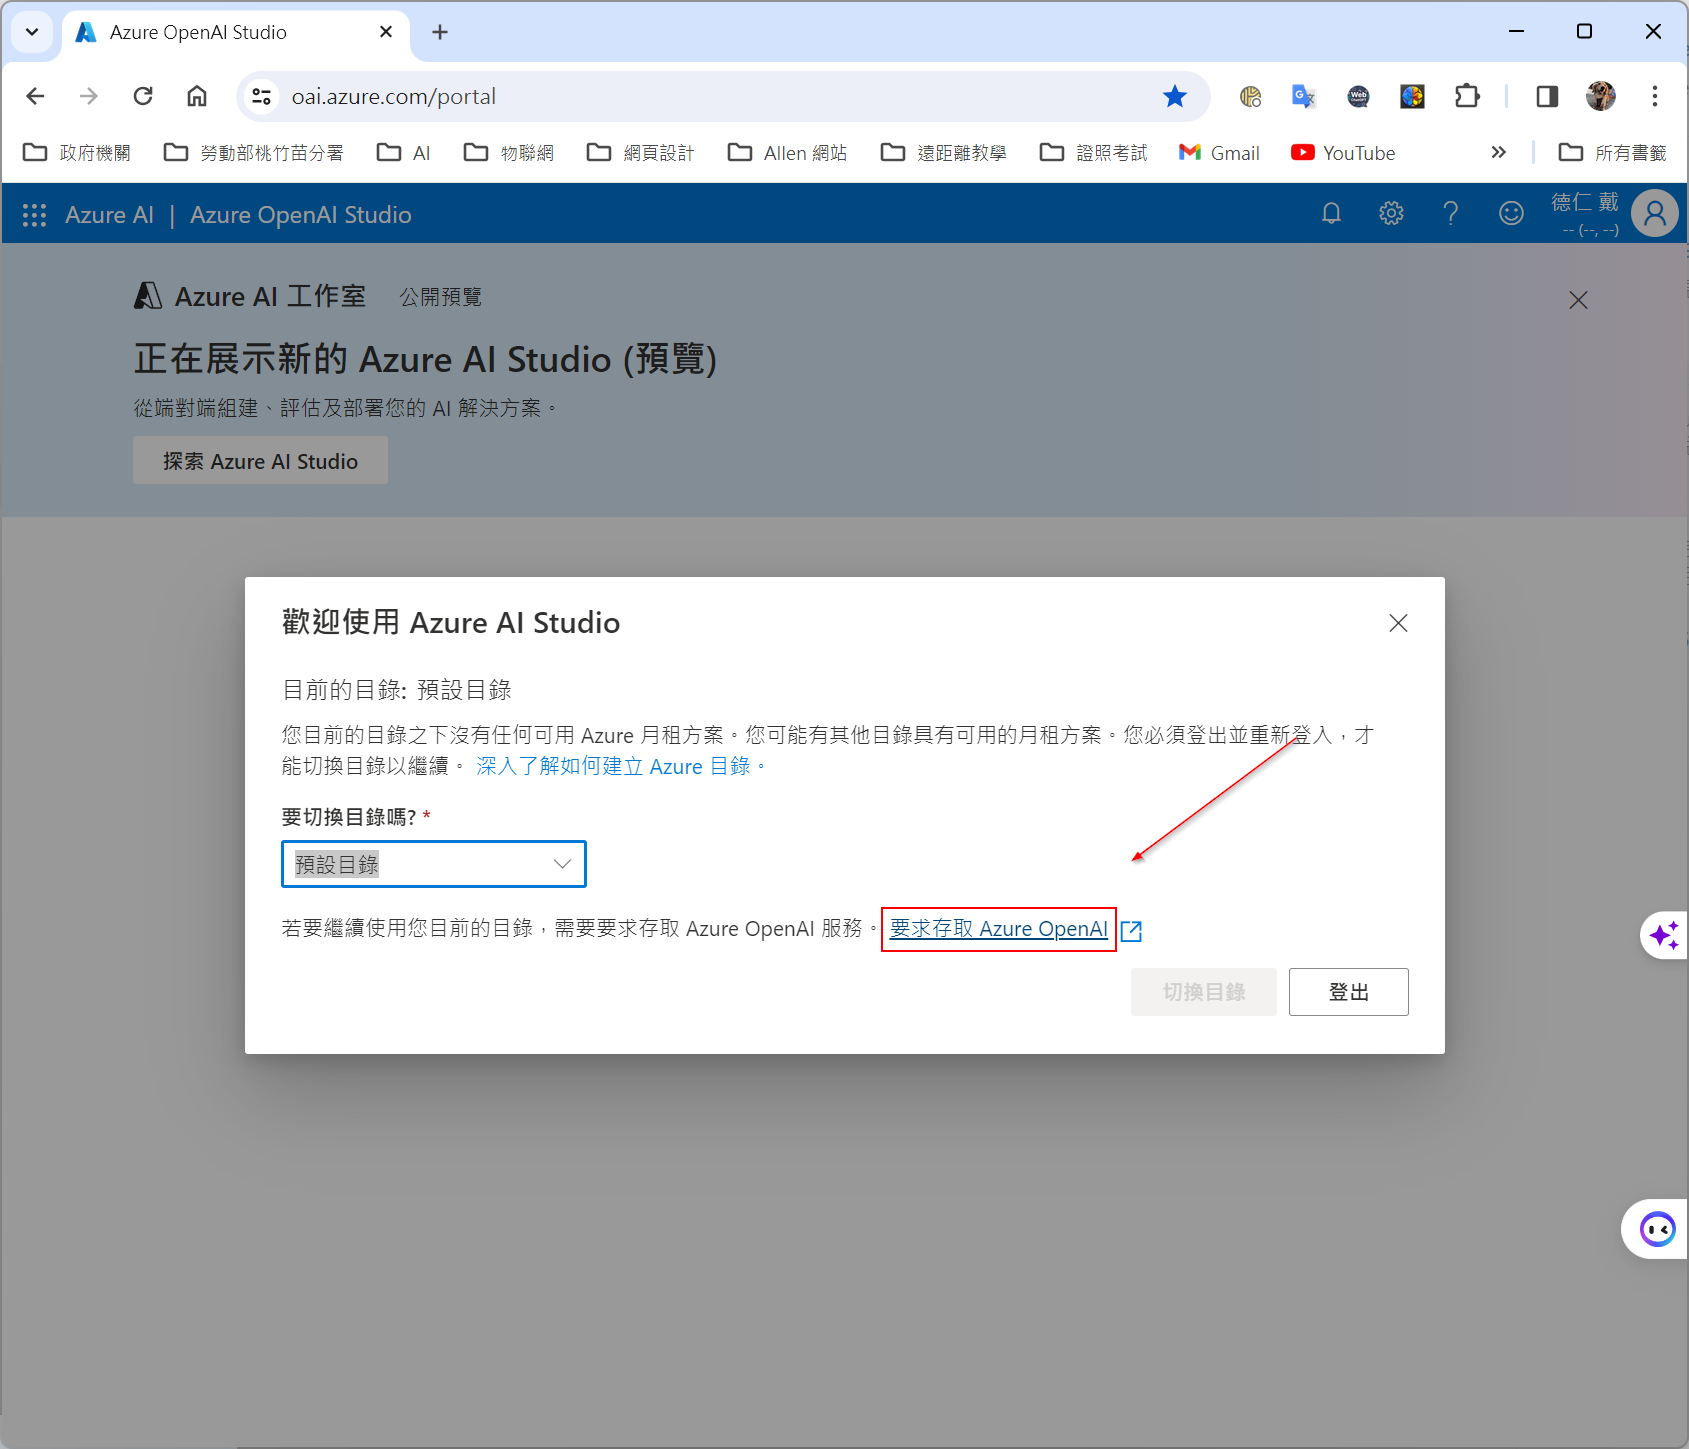 Azure OpenAI Studio
oai.azure.com/portal
政府機關 勞動部桃竹苗分署 AI 物聯網 網頁設計 Allen 網站 遠距離教學 證照考試 Gmail YouTube 所有書籤
Azure AI | Azure OpenAI Studio
德仁 戴
-- (--, --)
Azure AI 工作室 公開預覽
正在展示新的 Azure AI Studio (預覽)
從端對端組建、評估及部署您的 AI 解決方案。
探索 Azure AI Studio
歡迎使用 Azure AI Studio
目前的目錄: 預設目錄
您目前的目錄之下沒有任何可用 Azure 月租方案。您可能有其他目錄具有可用的月租方案。您必須登出並重新登入，才
能切換目錄以繼續。 深入了解如何建立 Azure 目錄。
要切換目錄嗎? *
預設目錄
若要繼續使用您目前的目錄，需要要求存取 Azure OpenAI 服務。 要求存取 Azure OpenAI
切換目錄 登出